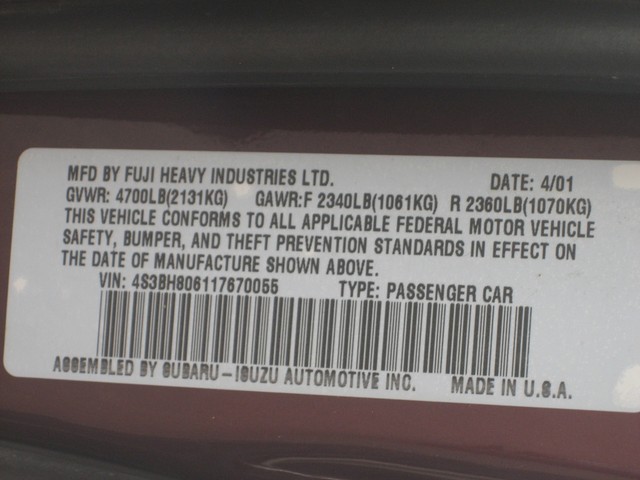 MFD BY FUJI HEAVY INDUSTRIES LTD. DATE: 4/01
GVWR: 4700LB(2131KG) GAWR:F 2340LB(1061KG) R 2360LB(1070KG)
THIS VEHICLE CONFORMS TO ALL APPLICABLE FEDERAL MOTOR VEHICLE
SAFETY, BUMPER, AND THEFT PREVENTION STANDARDS IN EFFECT ON
THE DATE OF MANUFACTURE SHOWN ABOVE.
VIN: 4S3BH806117670055 TYPE: PASSENGER CAR
ASSEMBLED BY SUBARU-ISUZU AUTOMOTIVE INC. MADE IN U.S.A.